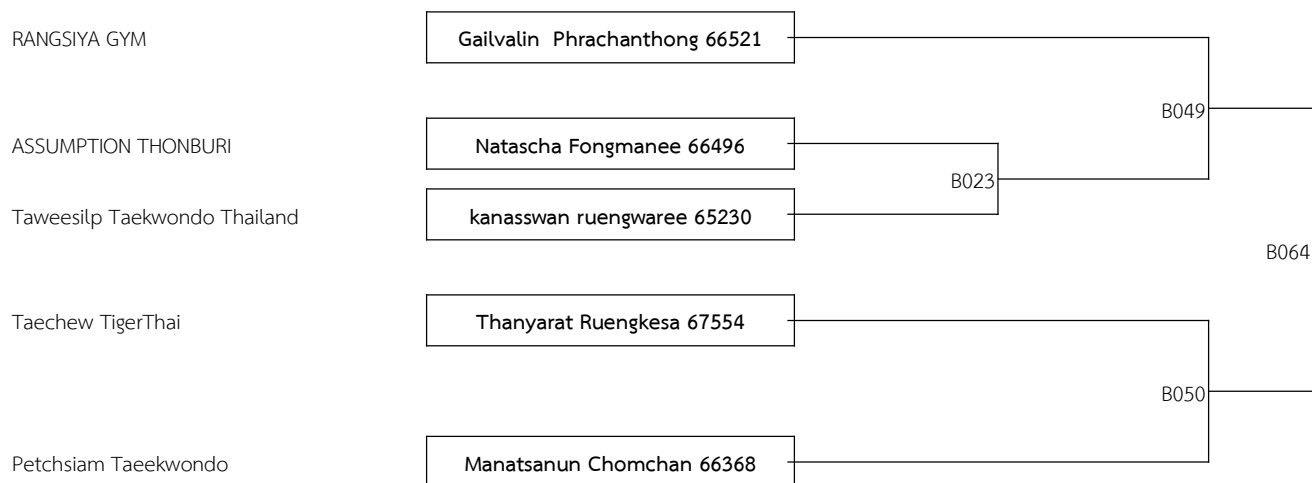 RANGSIYA GYM Gailvalin Phrachanthong 66521
B049
ASSUMPTION THONBURI Natascha Fongmanee 66496
B023
Taweesilp Taekwondo Thailand kanasswan ruengwaree 65230
B064
Taechew TigerThai Thanyarat Ruengkesa 67554
B050
Petchsiam Taeekwondo Manatsanun Chomchan 66368